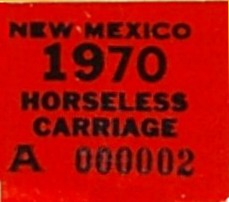 NEW MEXICO
1970
HORSELESS
CARRIAGE
A 000002